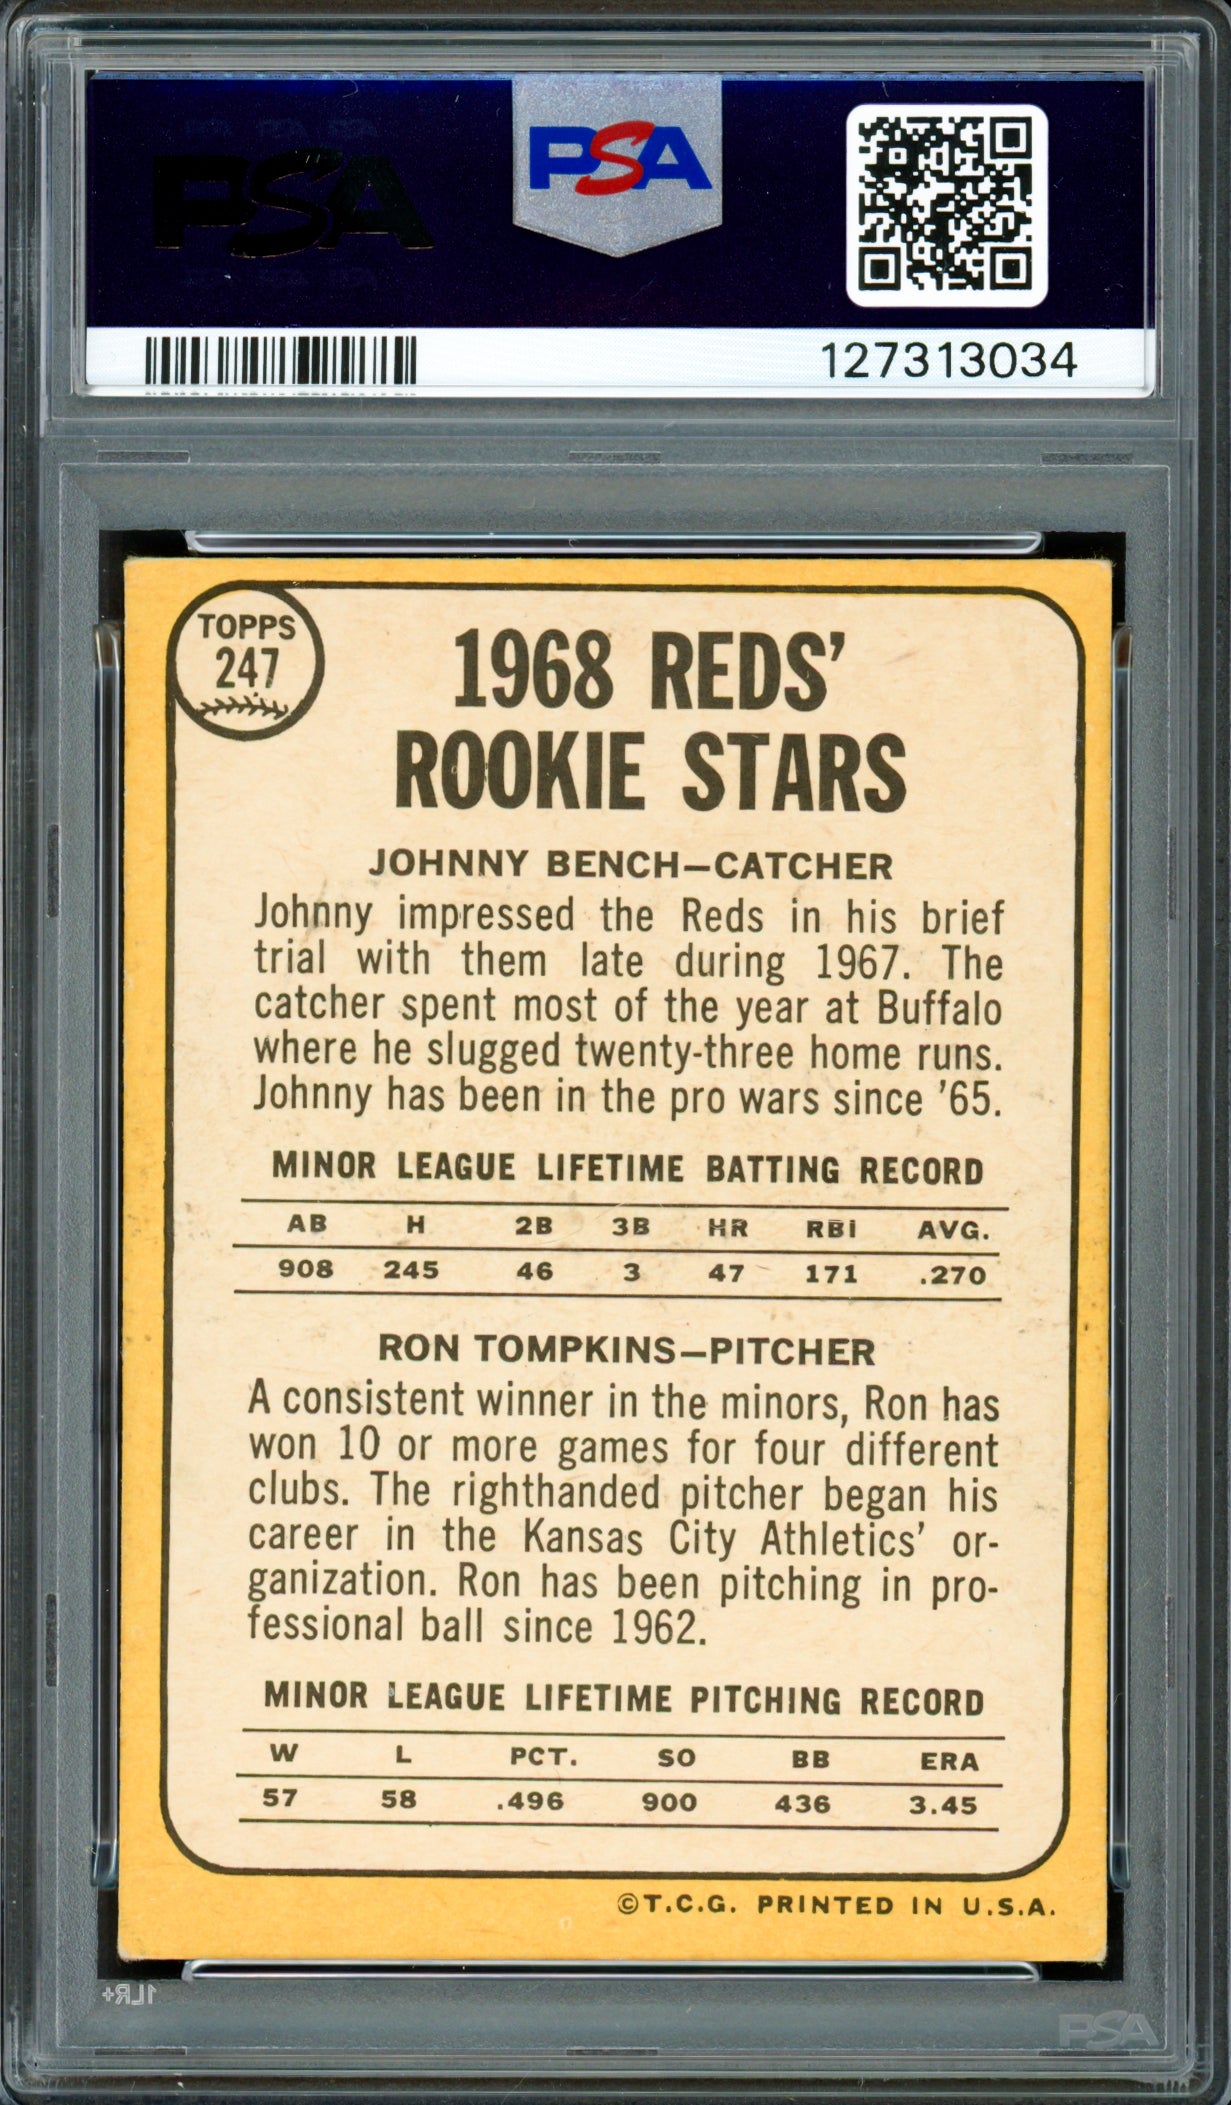 PSA
PSA
127313034
TOPPS
247
1968 REDS'
ROOKIE STARS
JOHNNY BENCH—CATCHER
Johnny impressed the Reds in his brief
trial with them late during 1967. The
catcher spent most of the year at Buffalo
where he slugged twenty-three home runs.
Johnny has been in the pro wars since '65.
MINOR LEAGUE LIFETIME BATTING RECORD
AB H 2B 3B HR RBI AVG.
908 245 46 3 47 171 .270
RON TOMPKINS—PITCHER
A consistent winner in the minors, Ron has
won 10 or more games for four different
clubs. The righthanded pitcher began his
career in the Kansas City Athletics' or-
ganization. Ron has been pitching in pro-
fessional ball since 1962.
MINOR LEAGUE LIFETIME PITCHING RECORD
W L PCT. SO BB ERA
57 58 .496 900 436 3.45
©T.C.G. PRINTED IN U.S.A.
1LR+
PSA